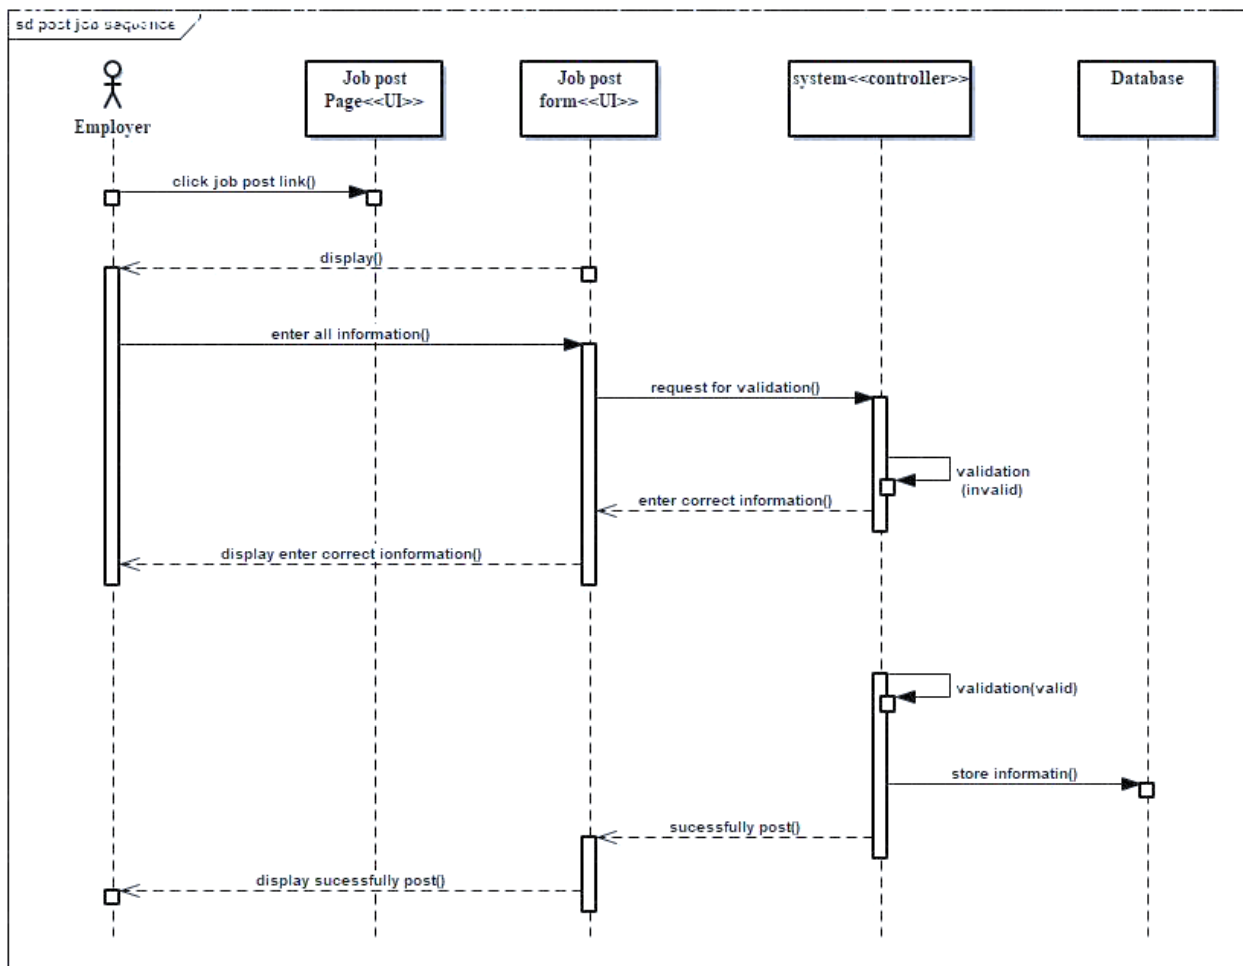 sd post job sequence
Employer
Job post
Page<<UI>>
Job post
form<<UI>>
system<<controller>>
Database
click job post link()
display()
enter all information()
request for validation()
validation
(invalid)
enter correct information()
display enter correct ionformation()
validation(valid)
store informatin()
sucessfully post()
display sucessfully post()